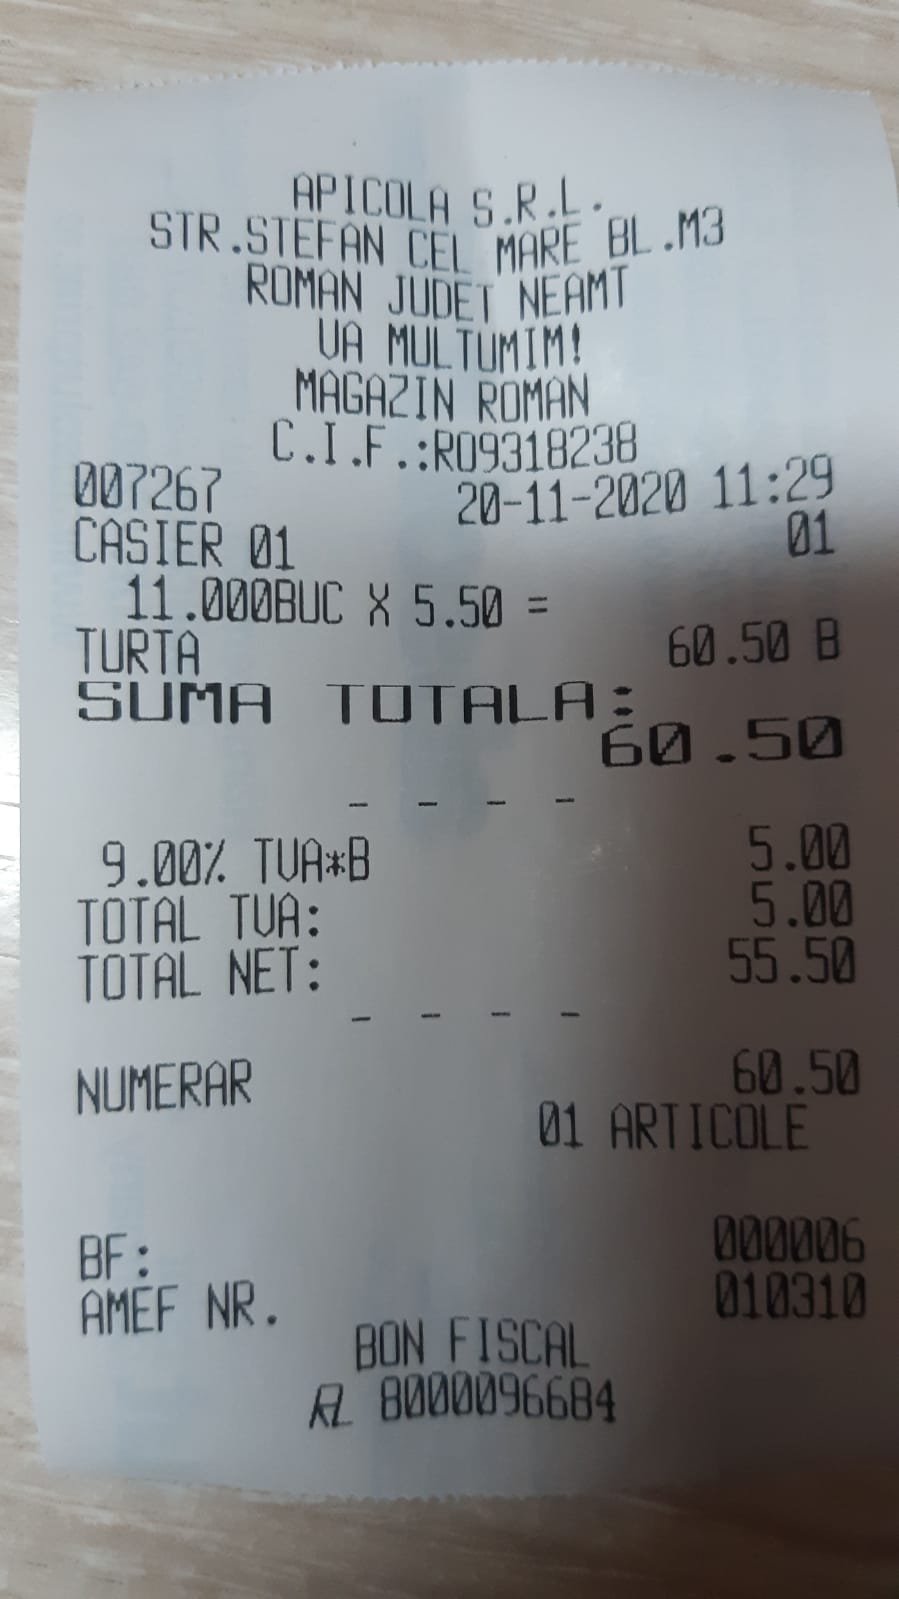 APICOLA S.R.L.
STR.STEFAN CEL MARE BL.M3
ROMAN JUDET NEAMT
VA MULTUMIM!
MAGAZIN ROMAN
C.I.F.:RO9318238
007267 20-11-2020 11:29
CASIER 01 01
11.000BUC X 5.50 =
TURTA 60.50 B
SUMA TOTALA:
60.50
- - - -
9.00% TVA*B 5.00
TOTAL TVA: 5.00
TOTAL NET: 55.50
- - - -
NUMERAR 60.50
01 ARTICOLE
BF: 000006
AMEF NR. 010310
BON FISCAL
8000096684